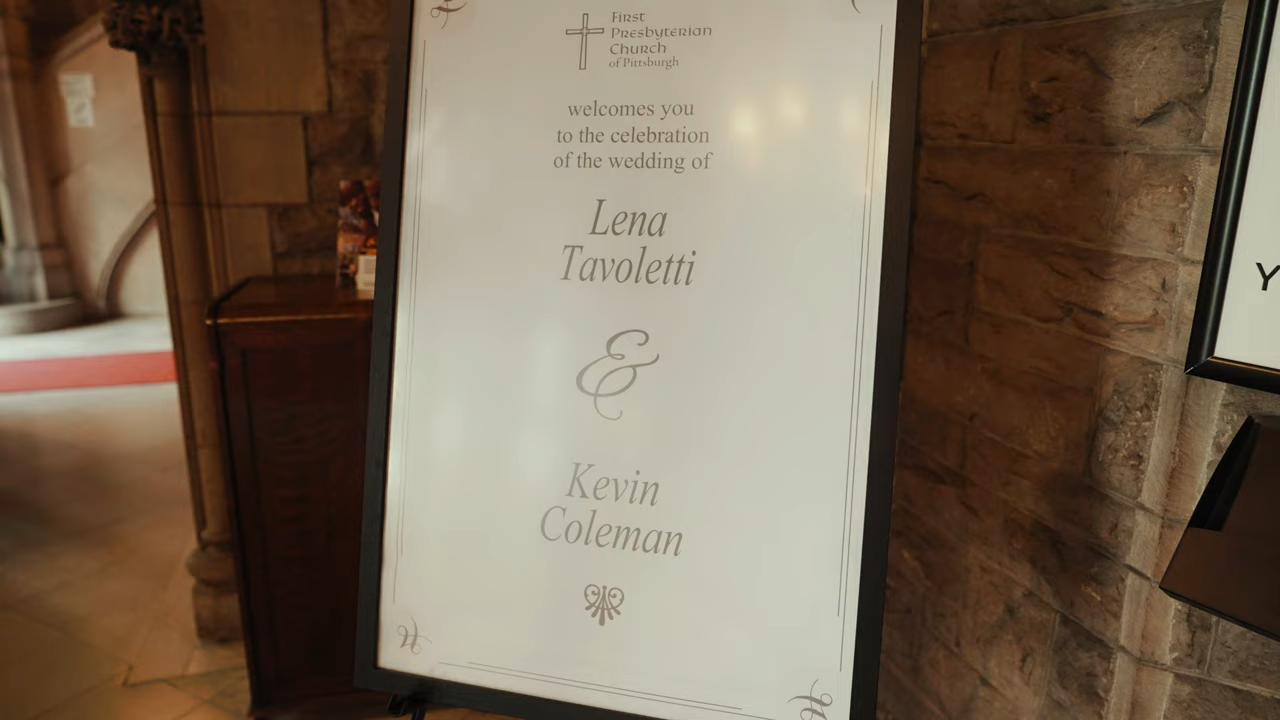 First
Presbyterian
Church
of Pittsburgh
welcomes you
to the celebration
of the wedding of
Lena
Tavoletti
&
Kevin
Coleman
Y